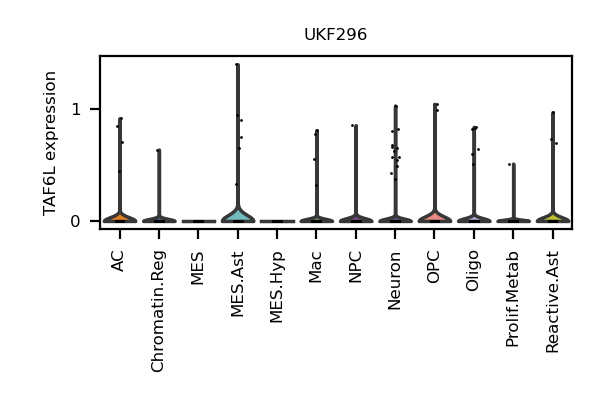 UKF296
TAF6L expression
1
0
AC
Chromatin.Reg
MES
MES.Ast
MES.Hyp
Mac
NPC
Neuron
OPC
Oligo
Prolif.Metab
Reactive.Ast